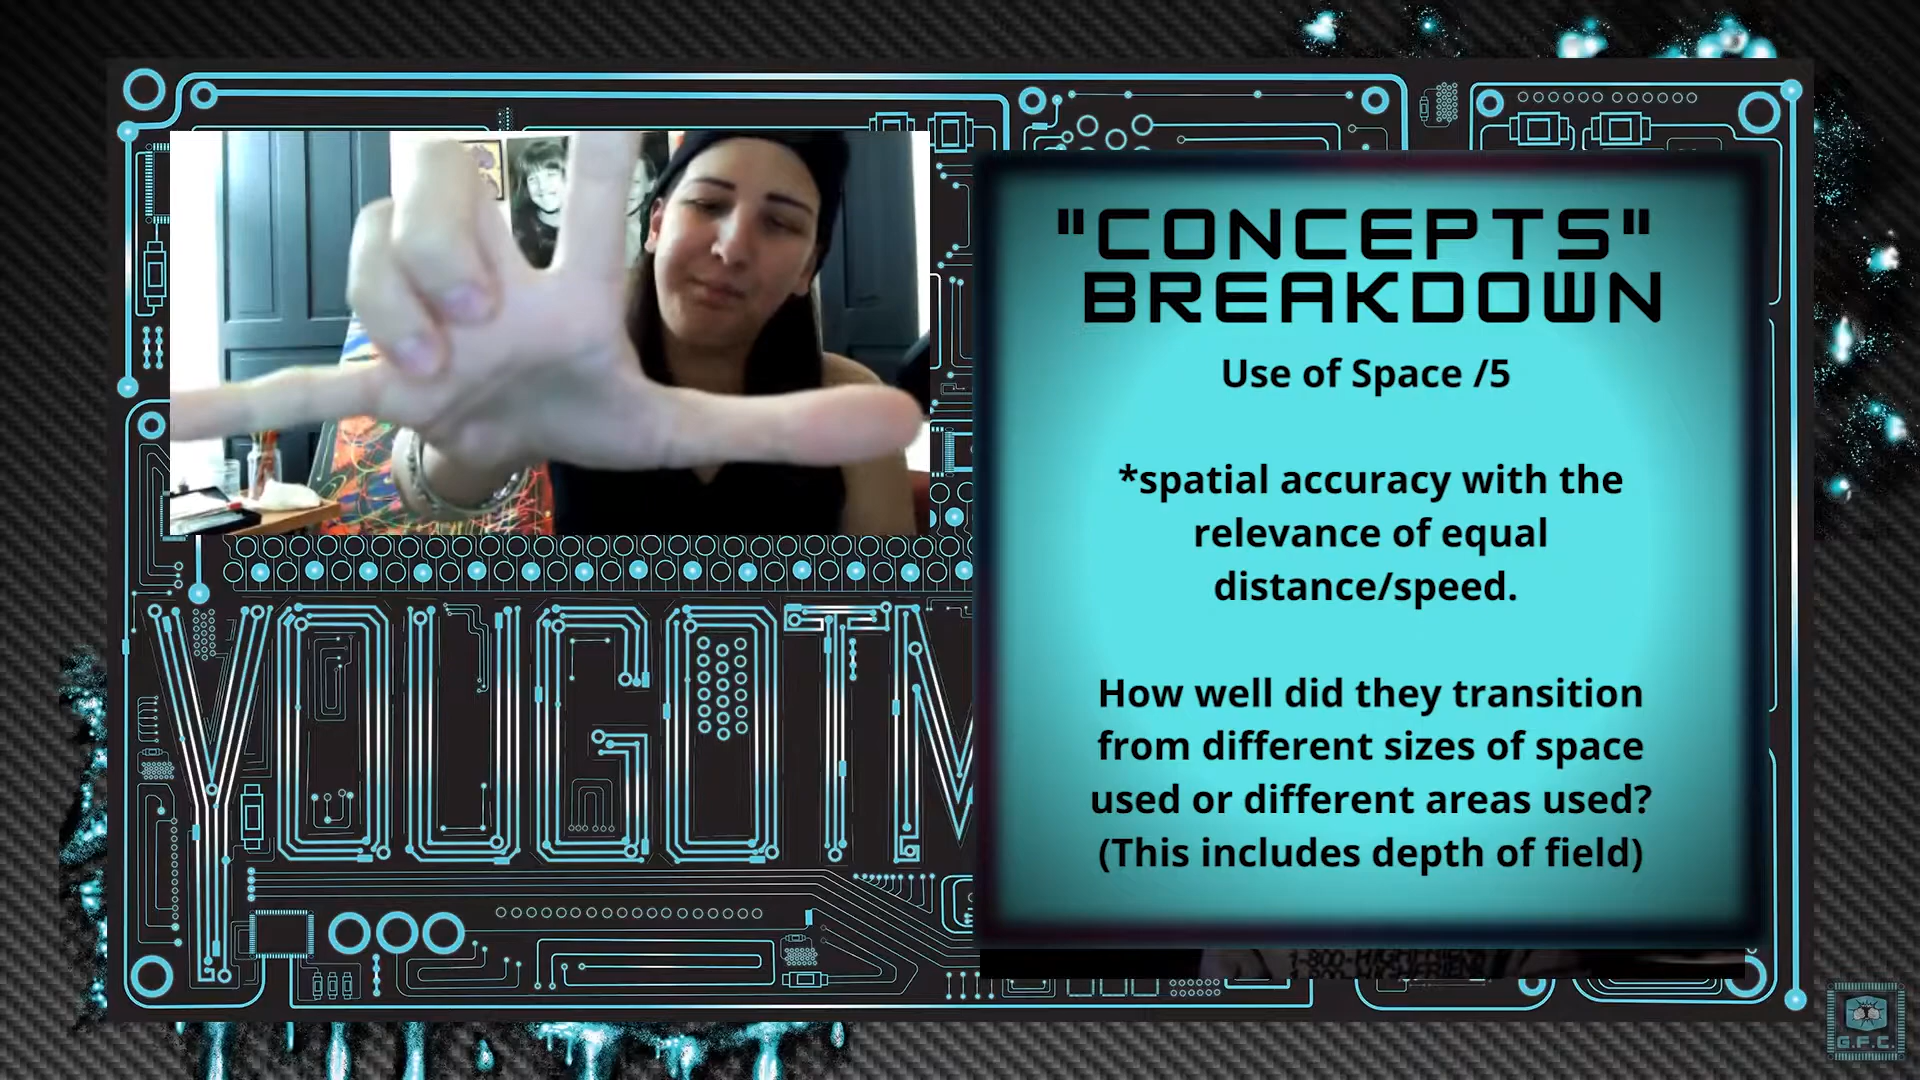 "CONCEPTS"
BREAKDOWN
Use of Space /5
*spatial accuracy with the
relevance of equal
distance/speed.
How well did they transition
from different sizes of space
used or different areas used?
(This includes depth of field)
YOUGOTM
G.F.C.